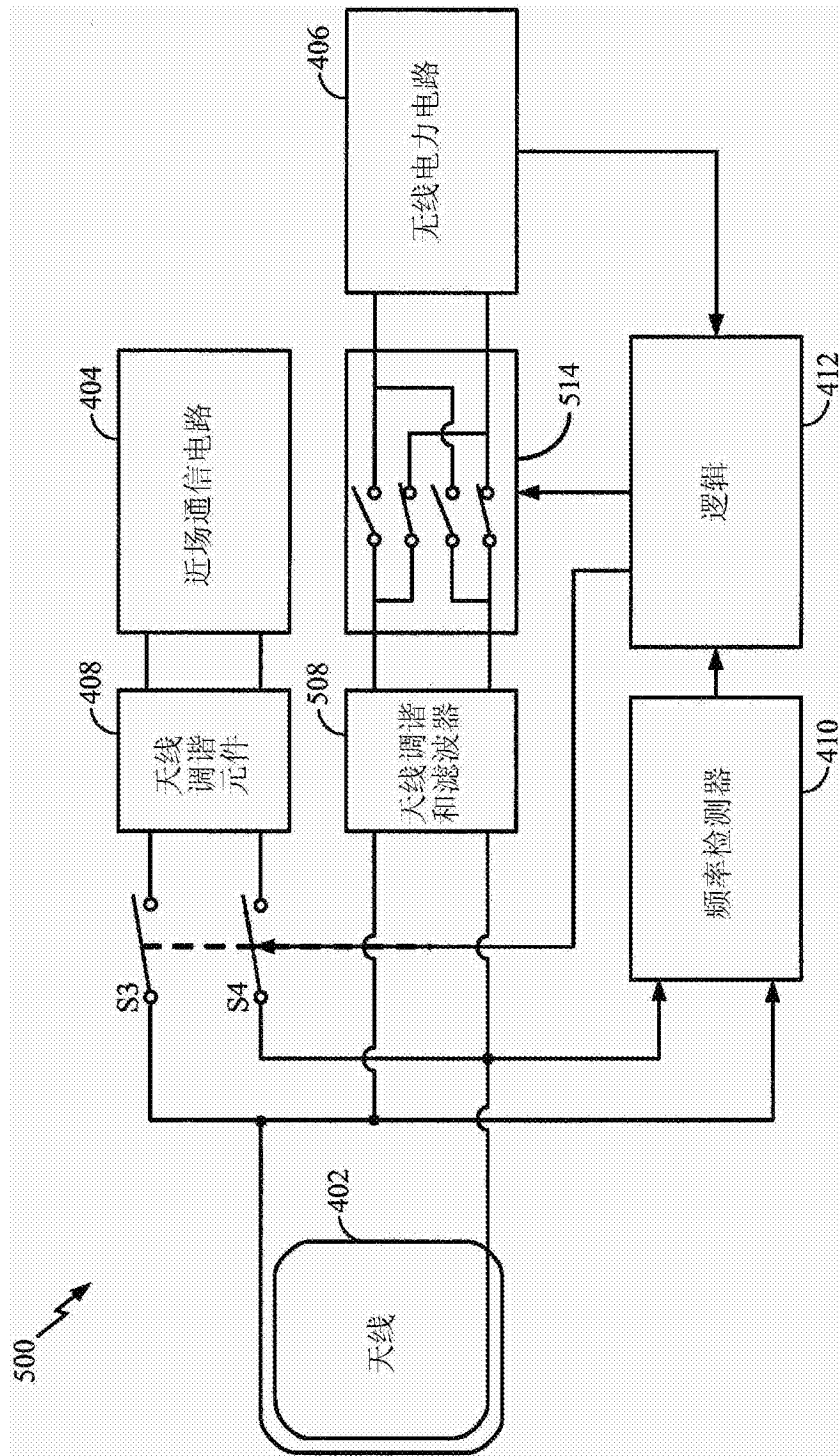 500
402
天线
S3
S4
408
天线
调谐
元件
404
近场通信电路
508
天线调谐
和滤波器
514
406
无线电力电路
410
频率检测器
412
逻辑